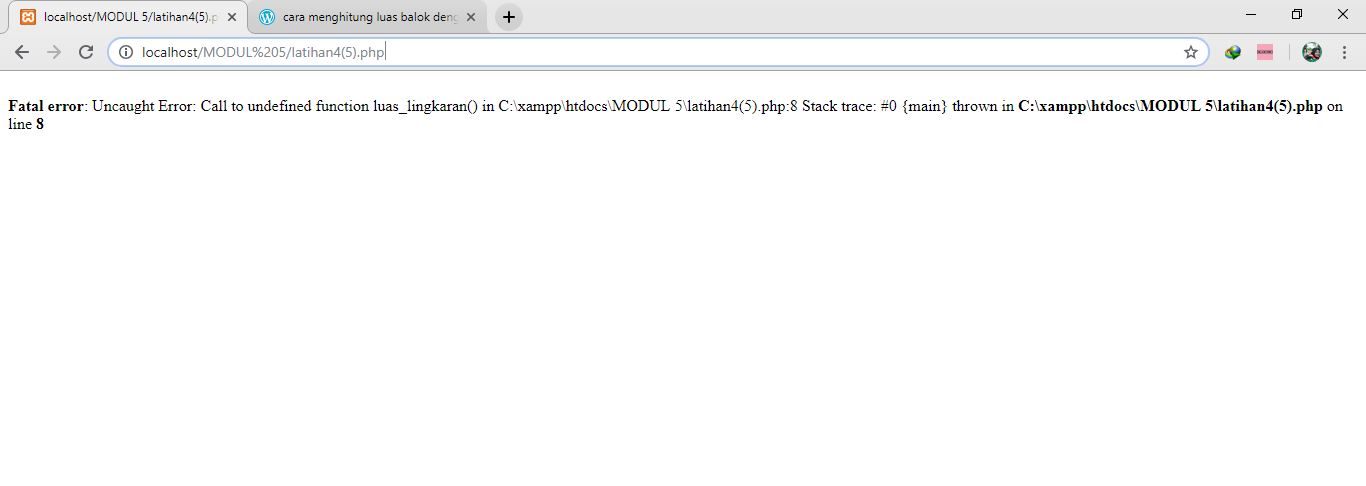 localhost/MODUL 5/latihan4(5).p
cara menghitung luas balok deng
localhost/MODUL%205/latihan4(5).php
Fatal error: Uncaught Error: Call to undefined function luas_lingkaran() in C:\xampp\htdocs\MODUL 5\latihan4(5).php:8 Stack trace: #0 {main} thrown in C:\xampp\htdocs\MODUL 5\latihan4(5).php on
line 8